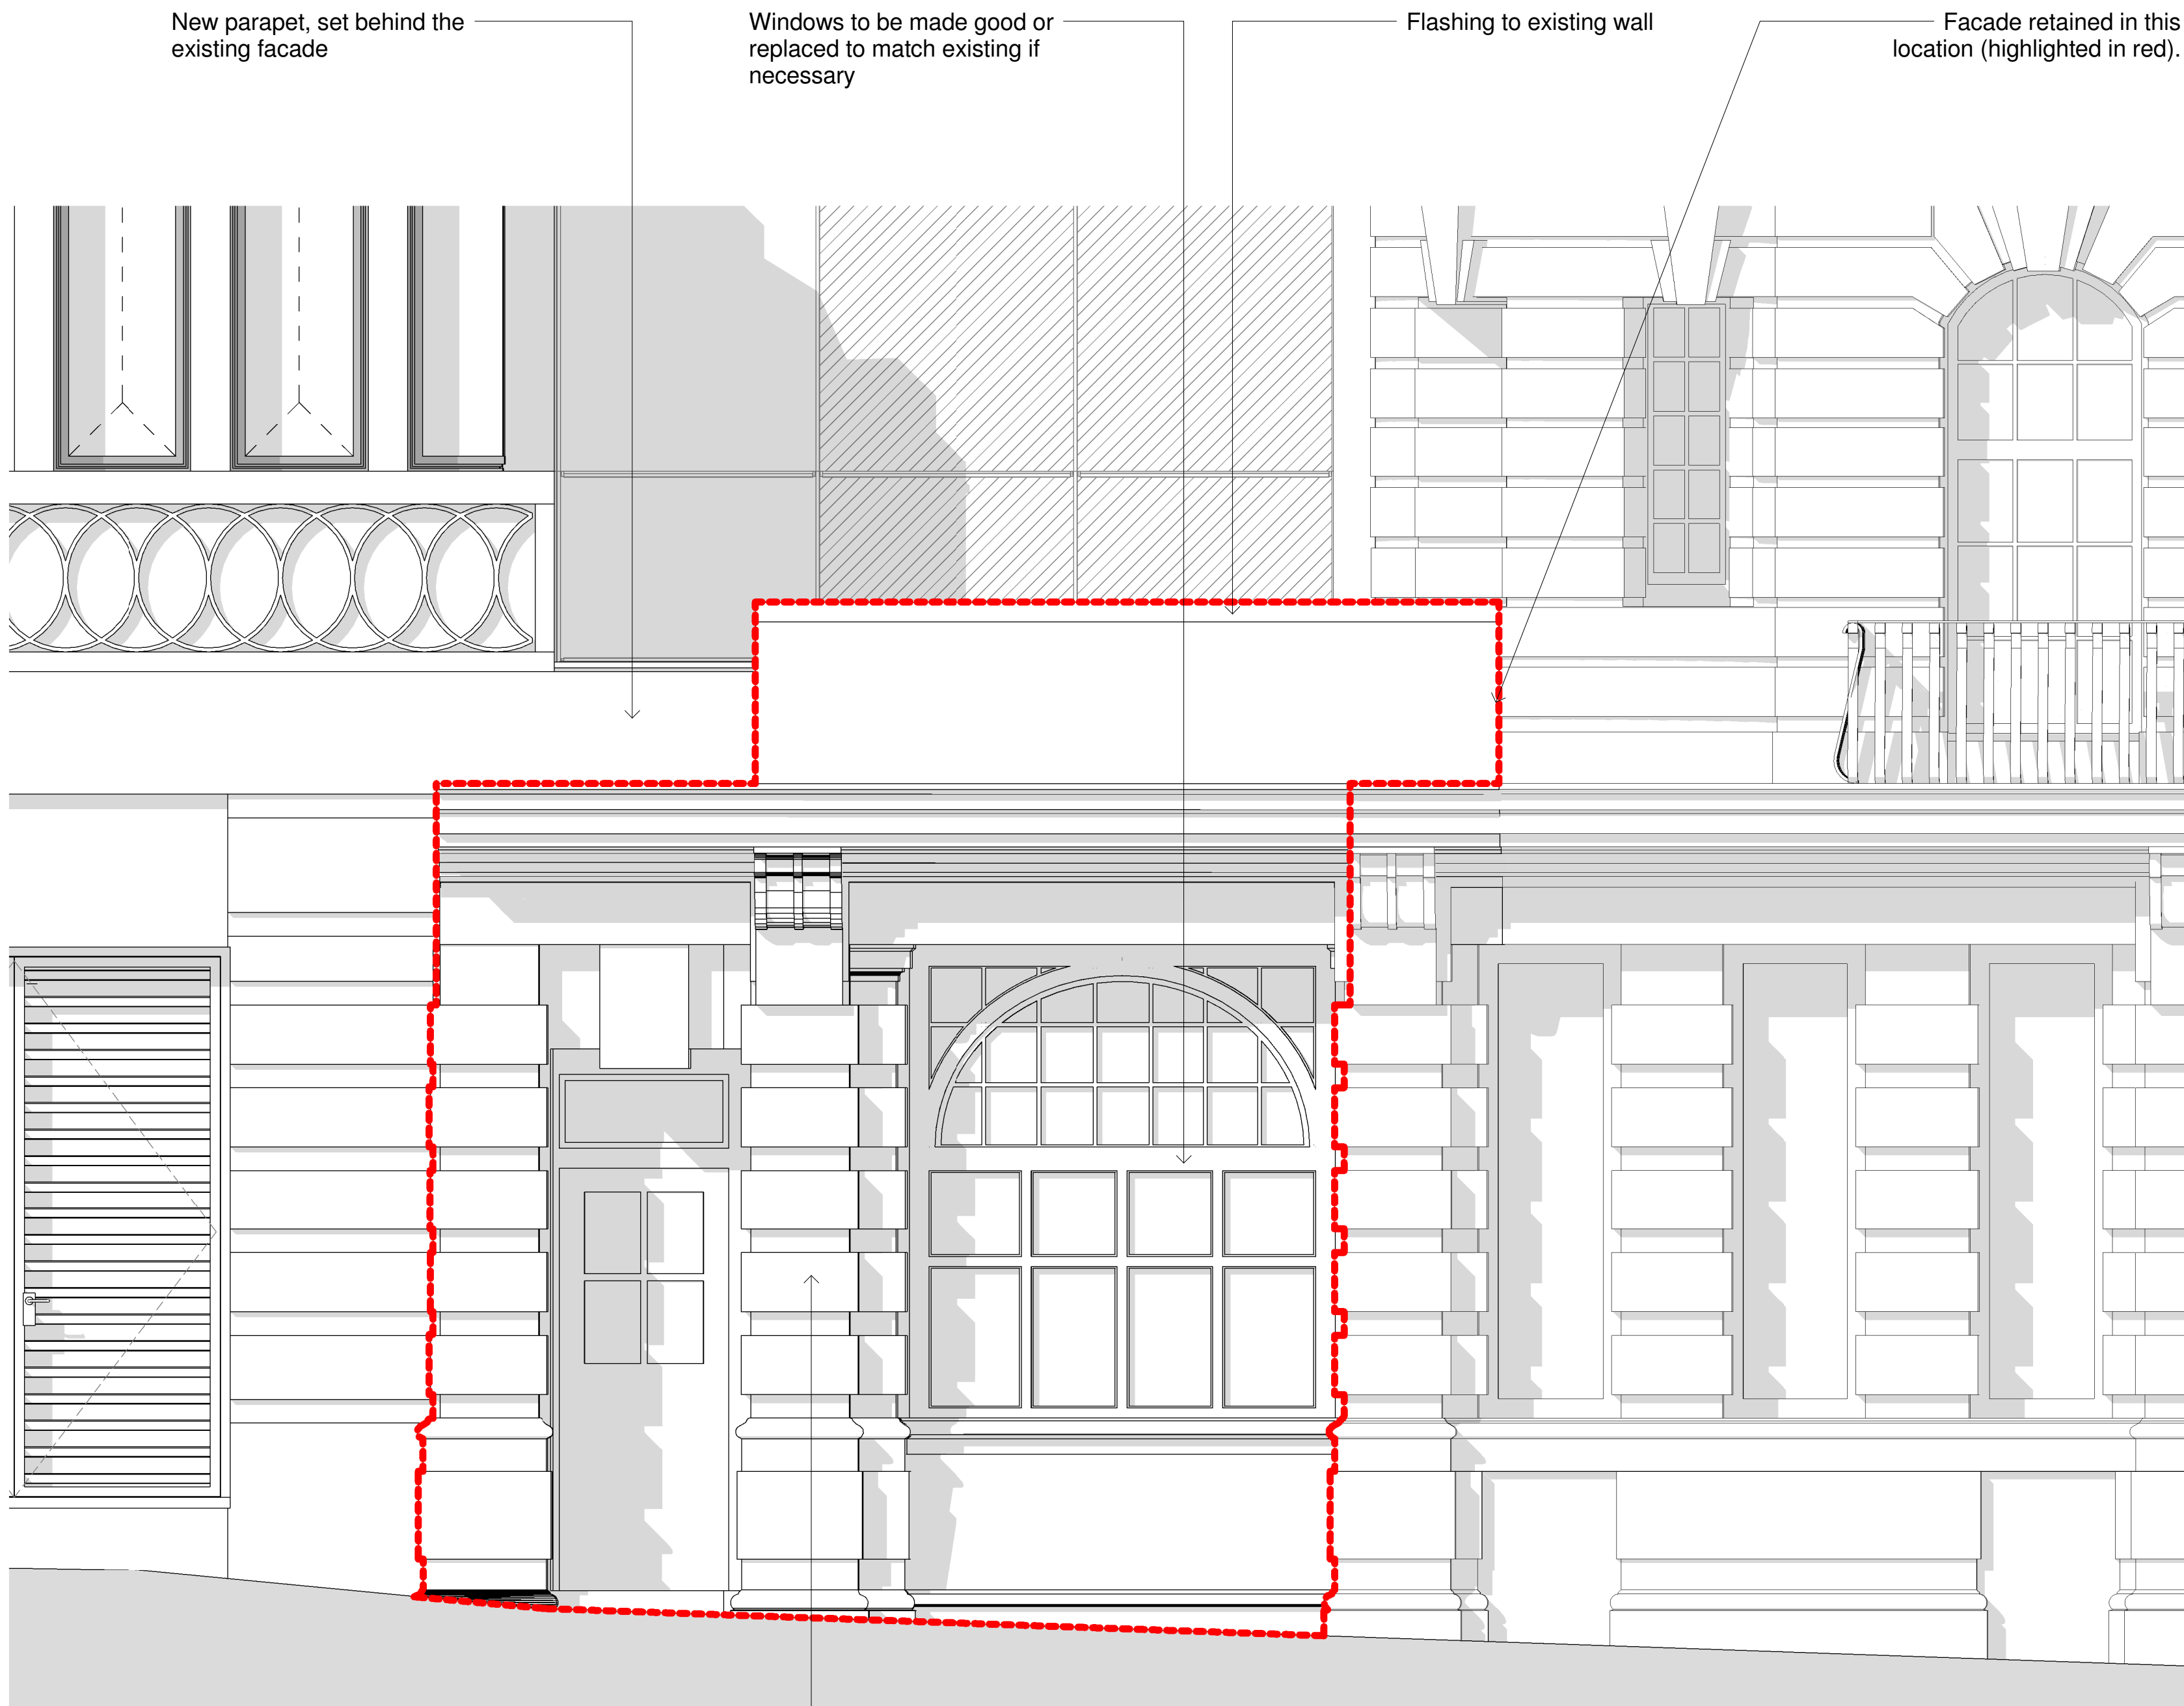 New parapet, set behind the
existing facade
Windows to be made good or
replaced to match existing if
necessary
Flashing to existing wall
Facade retained in this
location (highlighted in red).